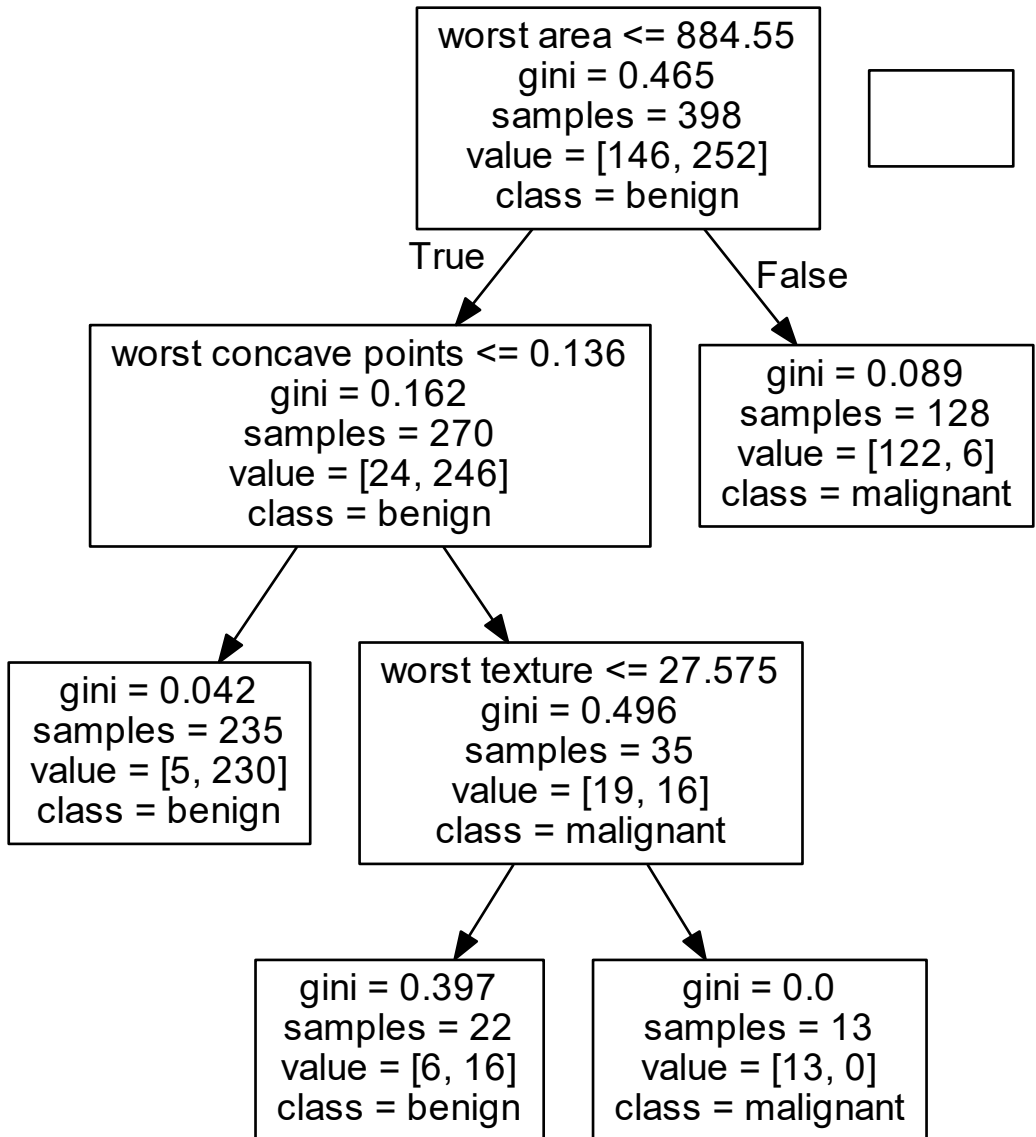 worst area <= 884.55
gini = 0.465
samples = 398
value = [146, 252]
class = benign
True
False
worst concave points <= 0.136
gini = 0.162
samples = 270
value = [24, 246]
class = benign
gini = 0.089
samples = 128
value = [122, 6]
class = malignant
gini = 0.042
samples = 235
value = [5, 230]
class = benign
worst texture <= 27.575
gini = 0.496
samples = 35
value = [19, 16]
class = malignant
gini = 0.397
samples = 22
value = [6, 16]
class = benign
gini = 0.0
samples = 13
value = [13, 0]
class = malignant